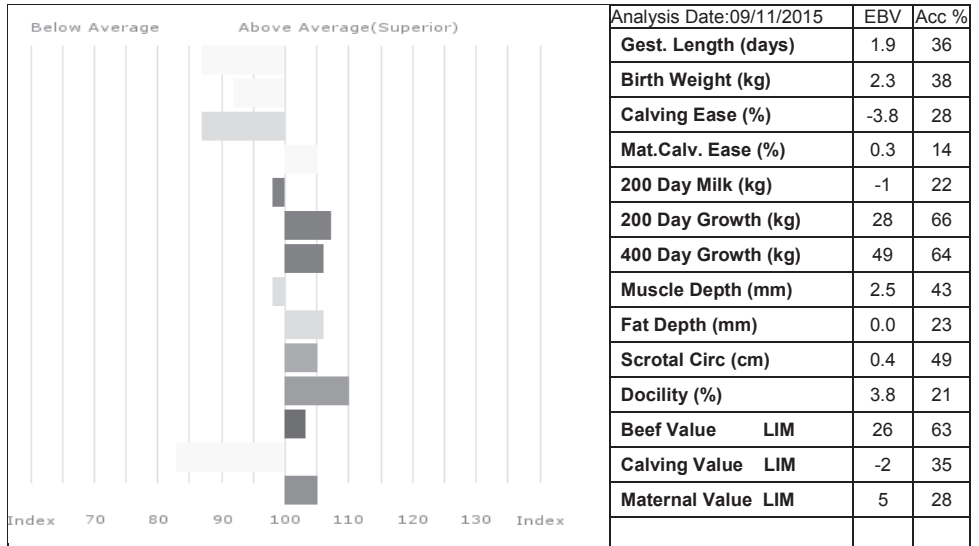 Below Average Above Average(Superior)
Index 70 80 90 100 110 120 130 Index
Analysis Date:09/11/2015 EBV Acc %
Gest. Length (days) 1.9 36
Birth Weight (kg) 2.3 38
Calving Ease (%) -3.8 28
Mat.Calv. Ease (%) 0.3 14
200 Day Milk (kg) -1 22
200 Day Growth (kg) 28 66
400 Day Growth (kg) 49 64
Muscle Depth (mm) 2.5 43
Fat Depth (mm) 0.0 23
Scrotal Circ (cm) 0.4 49
Docility (%) 3.8 21
Beef Value LIM 26 63
Calving Value LIM -2 35
Maternal Value LIM 5 28